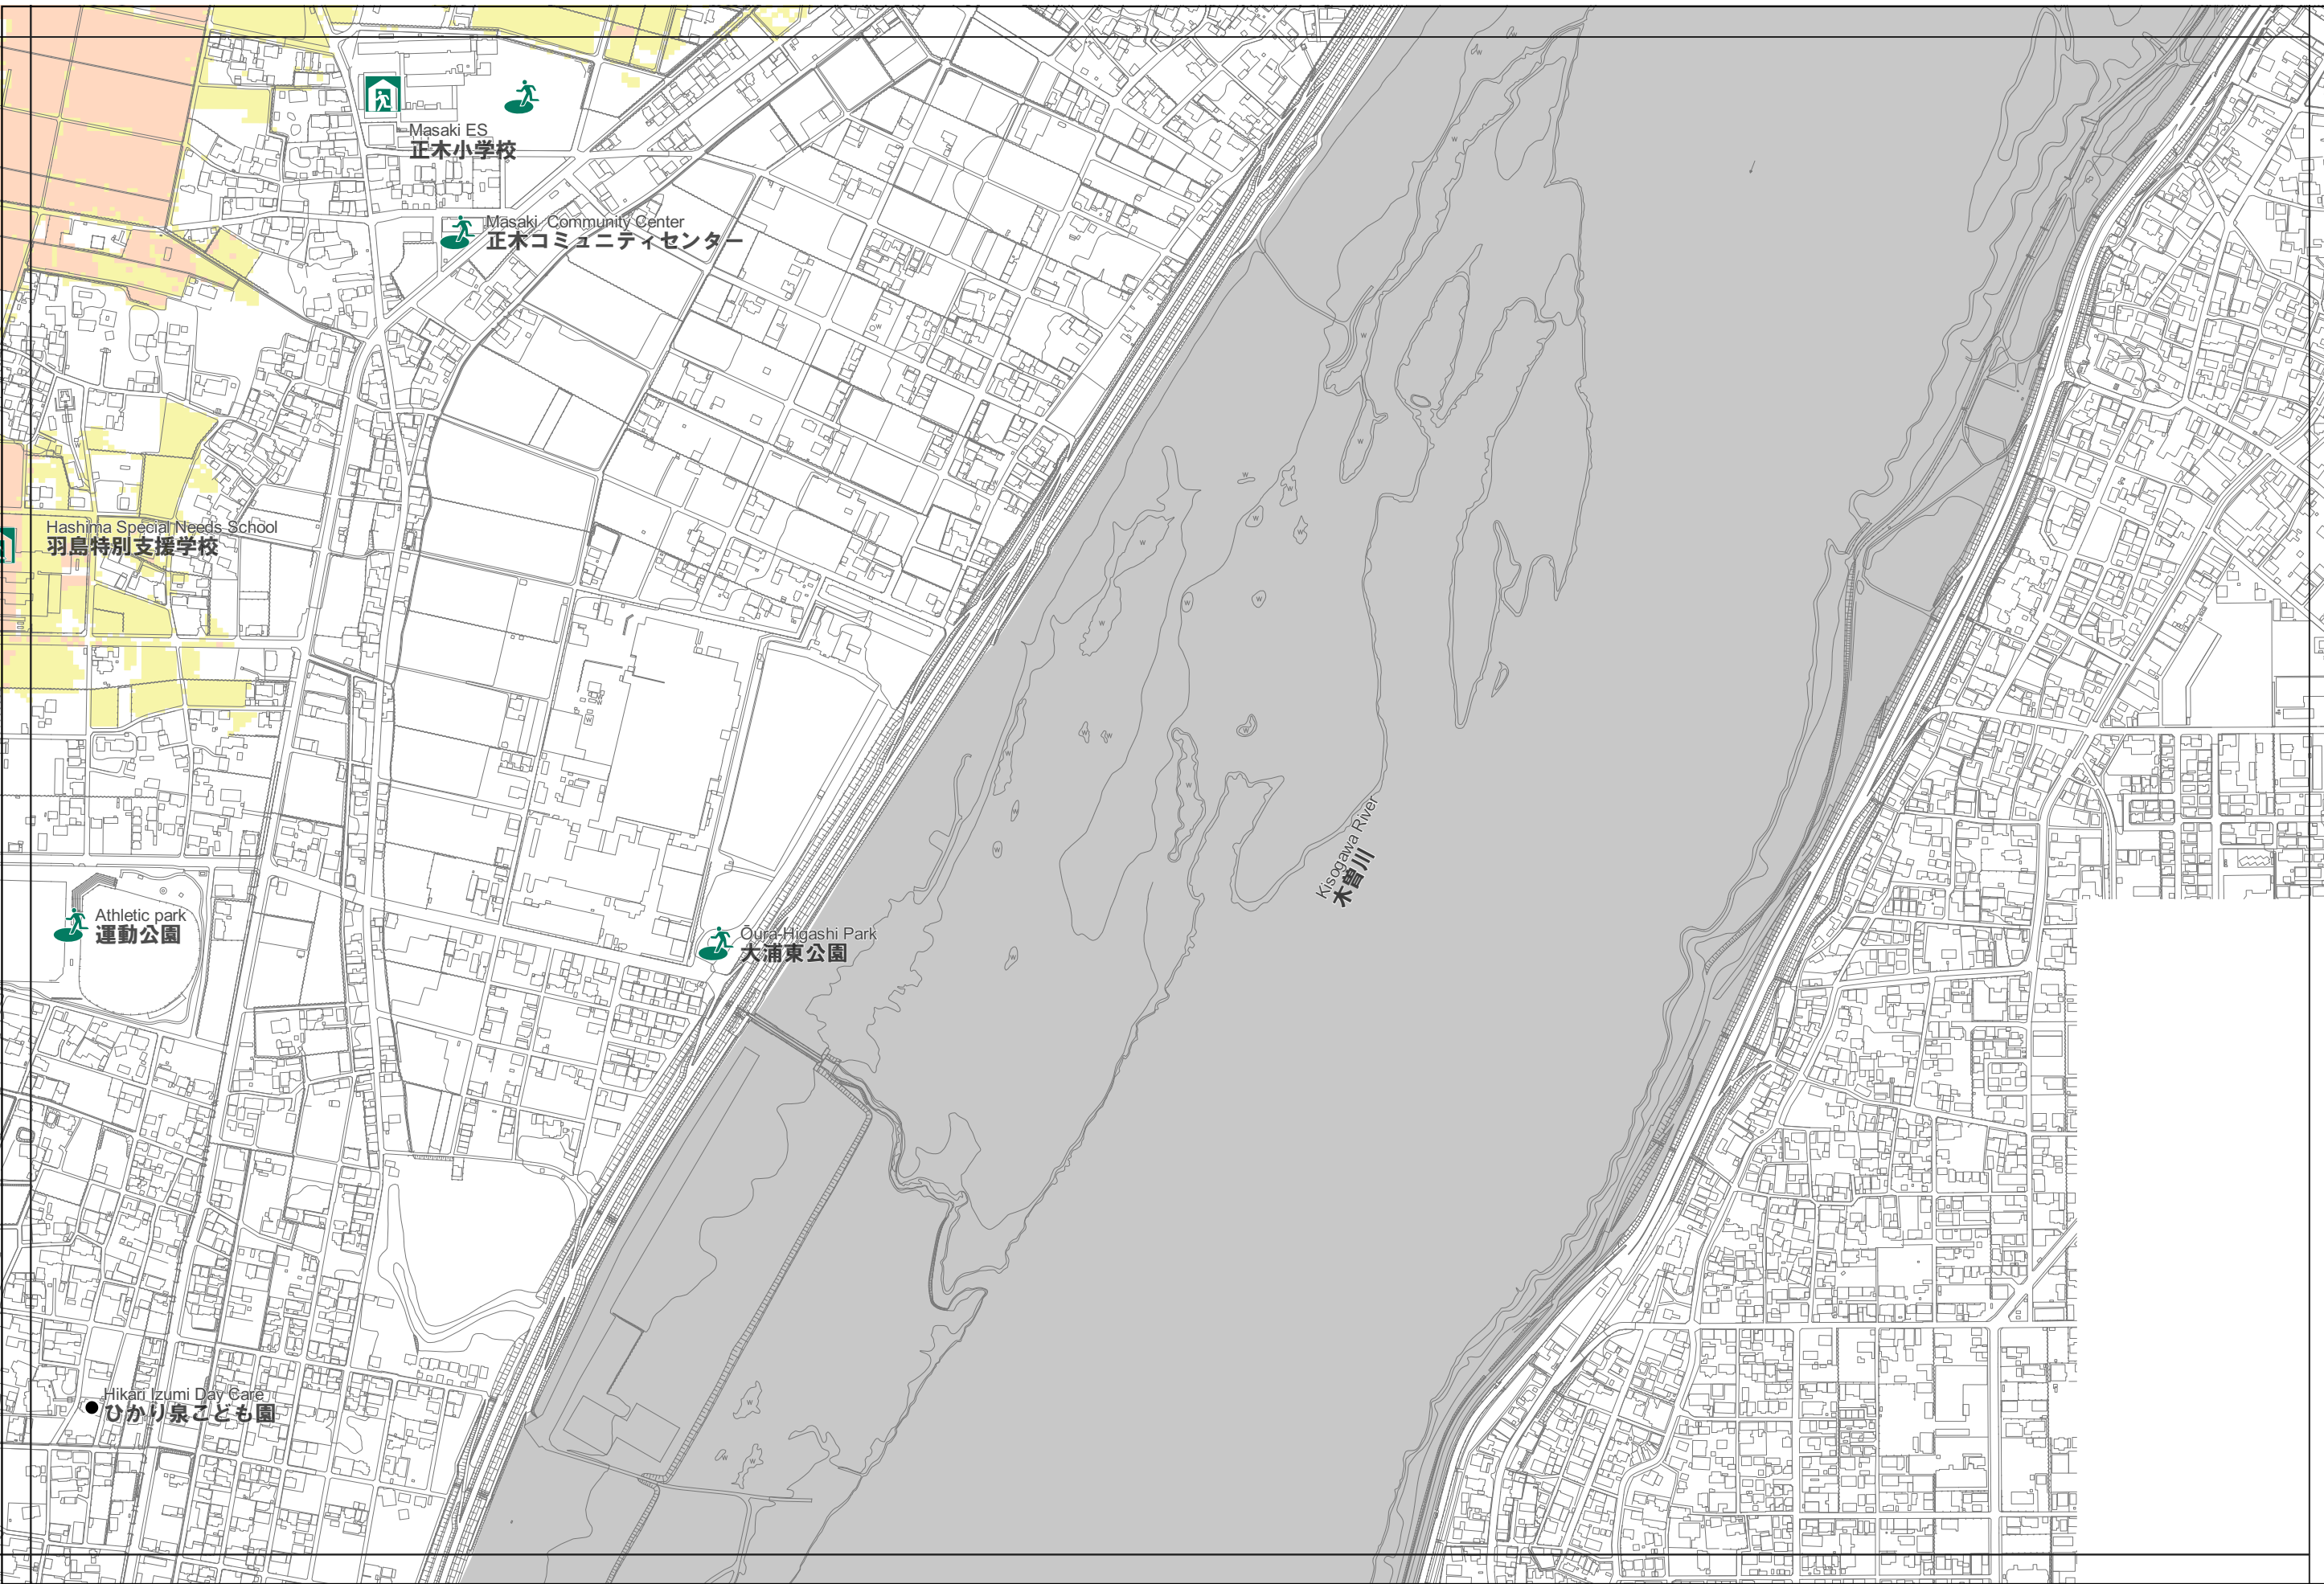 Masaki ES
正木小学校
Masaki Community Center
正木コミュニティセンター
Hashima Special Needs School
羽島特別支援学校
Kisogawa River
木曽川
Athletic park
運動公園
Ōura-Higashi Park
大浦東公園
Hikari Izumi Day Care
ひかり泉こども園